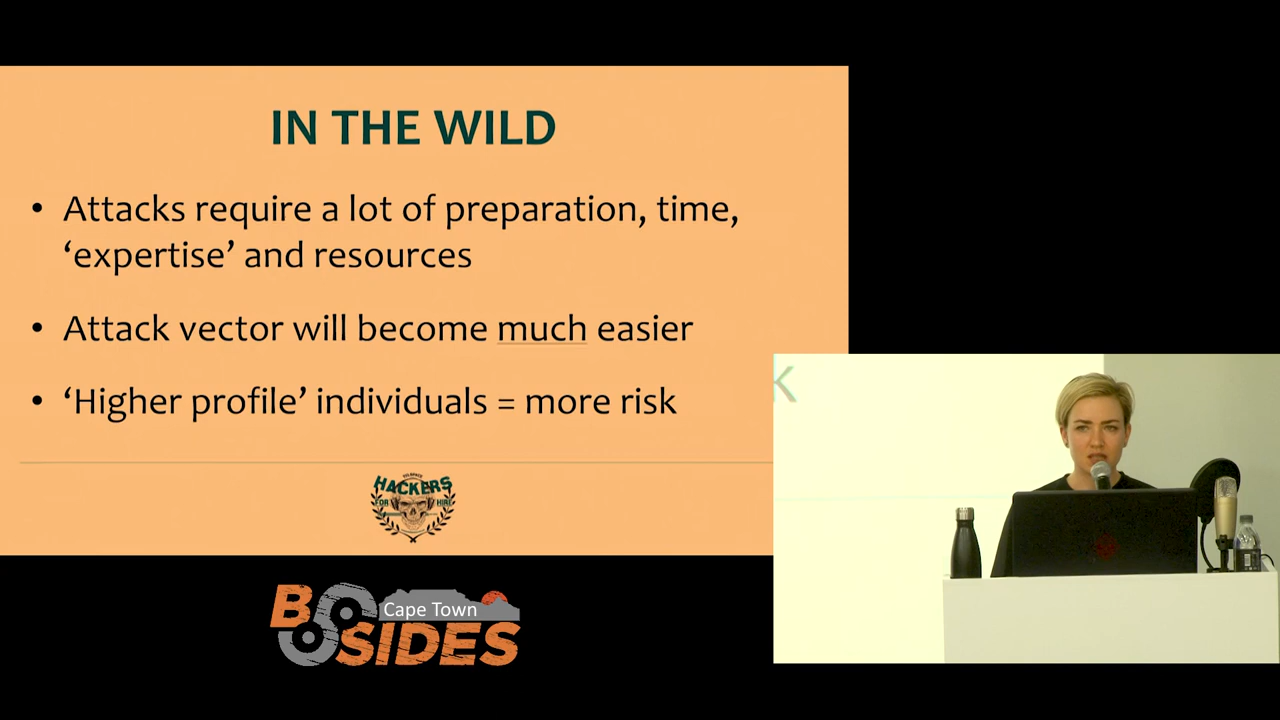 IN THE WILD
• Attacks require a lot of preparation, time,
‘expertise’ and resources
• Attack vector will become much easier
• ‘Higher profile’ individuals = more risk
HACKERS
FOR HIRE
K
Cape Town
BSIDES